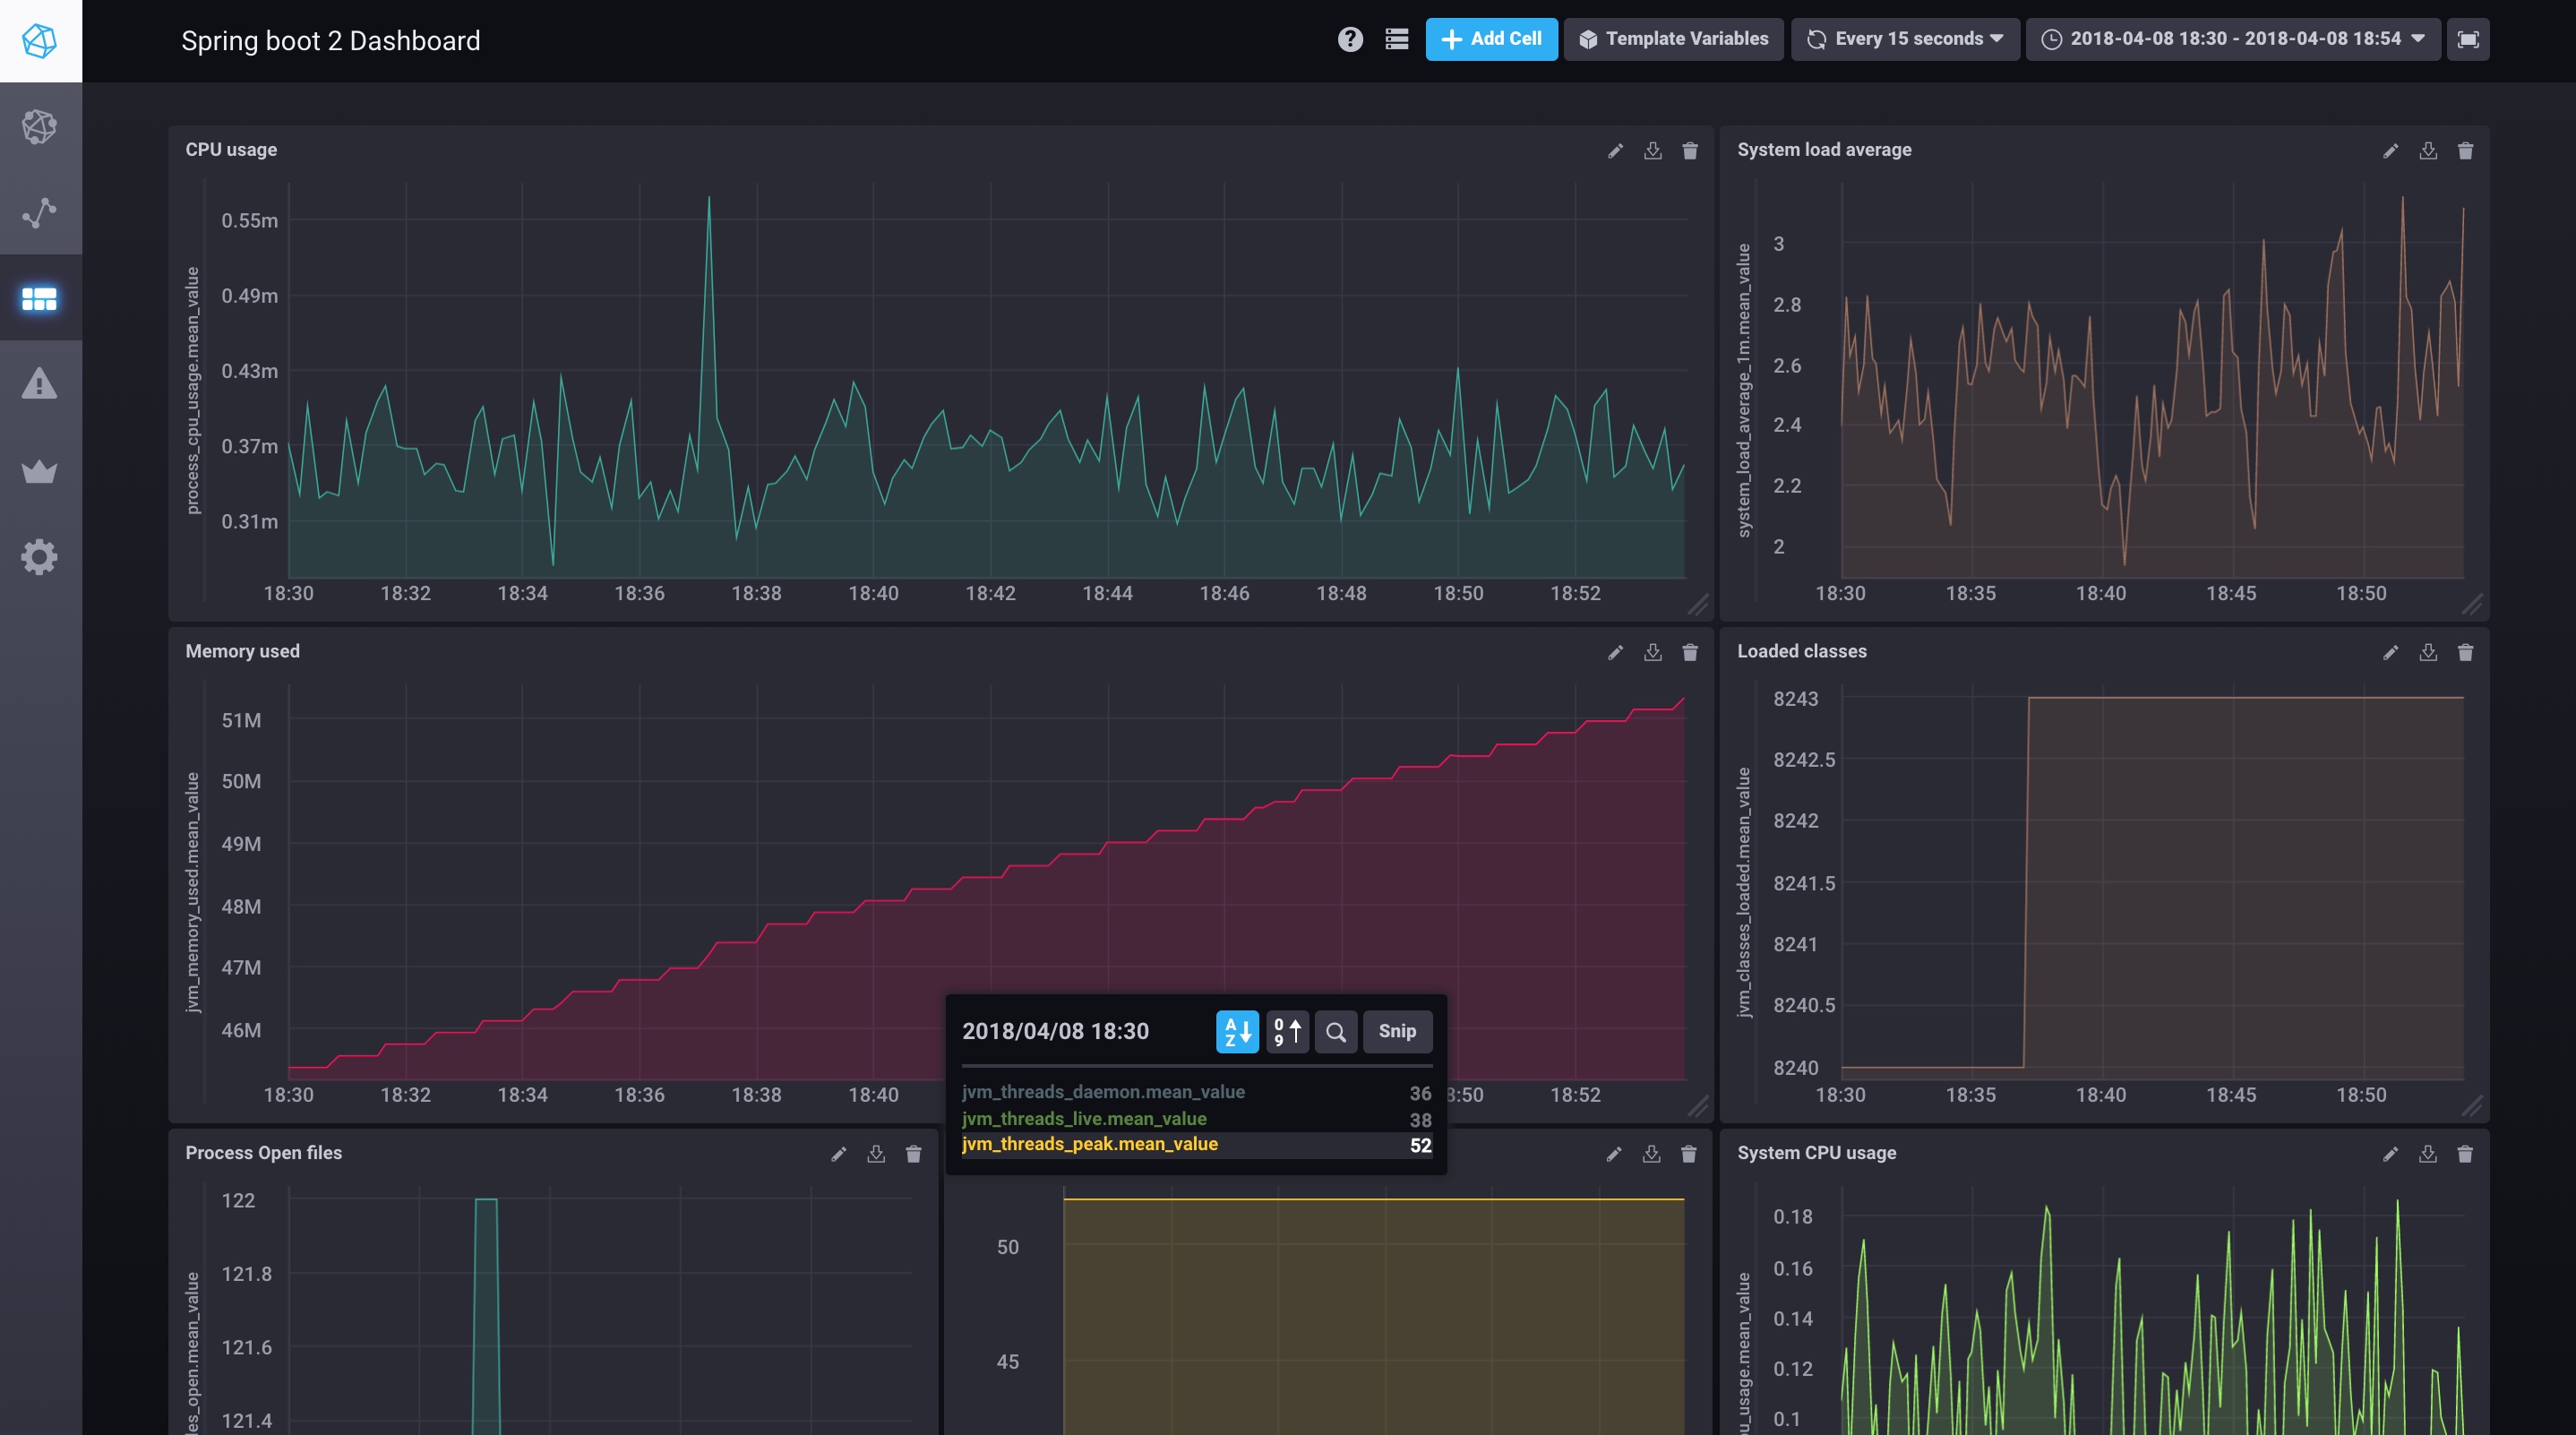 Spring boot 2 Dashboard
Add Cell
Template Variables
Every 15 seconds
2018-04-08 18:30 - 2018-04-08 18:54
CPU usage
process_cpu_usage.mean_value
0.55m
0.49m
0.43m
0.37m
0.31m
18:30 18:32 18:34 18:36 18:38 18:40 18:42 18:44 18:46 18:48 18:50 18:52
System load average
system_load_average_1m.mean_value
3
2.8
2.6
2.4
2.2
2
18:30 18:35 18:40 18:45 18:50
Memory used
jvm_memory_used.mean_value
51M
50M
49M
48M
47M
46M
18:30 18:32 18:34 18:36 18:38 18:40 8:50 18:52
Loaded classes
jvm_classes_loaded.mean_value
8243
8242.5
8242
8241.5
8241
8240.5
8240
18:30 18:35 18:40 18:45 18:50
2018/04/08 18:30
A
Z
0
9
Snip
jvm_threads_daemon.mean_value 36
jvm_threads_live.mean_value 38
jvm_threads_peak.mean_value 52
Process Open files
les_open.mean_value
122
121.8
121.6
121.4
50
45
System CPU usage
pu_usage.mean_value
0.18
0.16
0.14
0.12
0.1